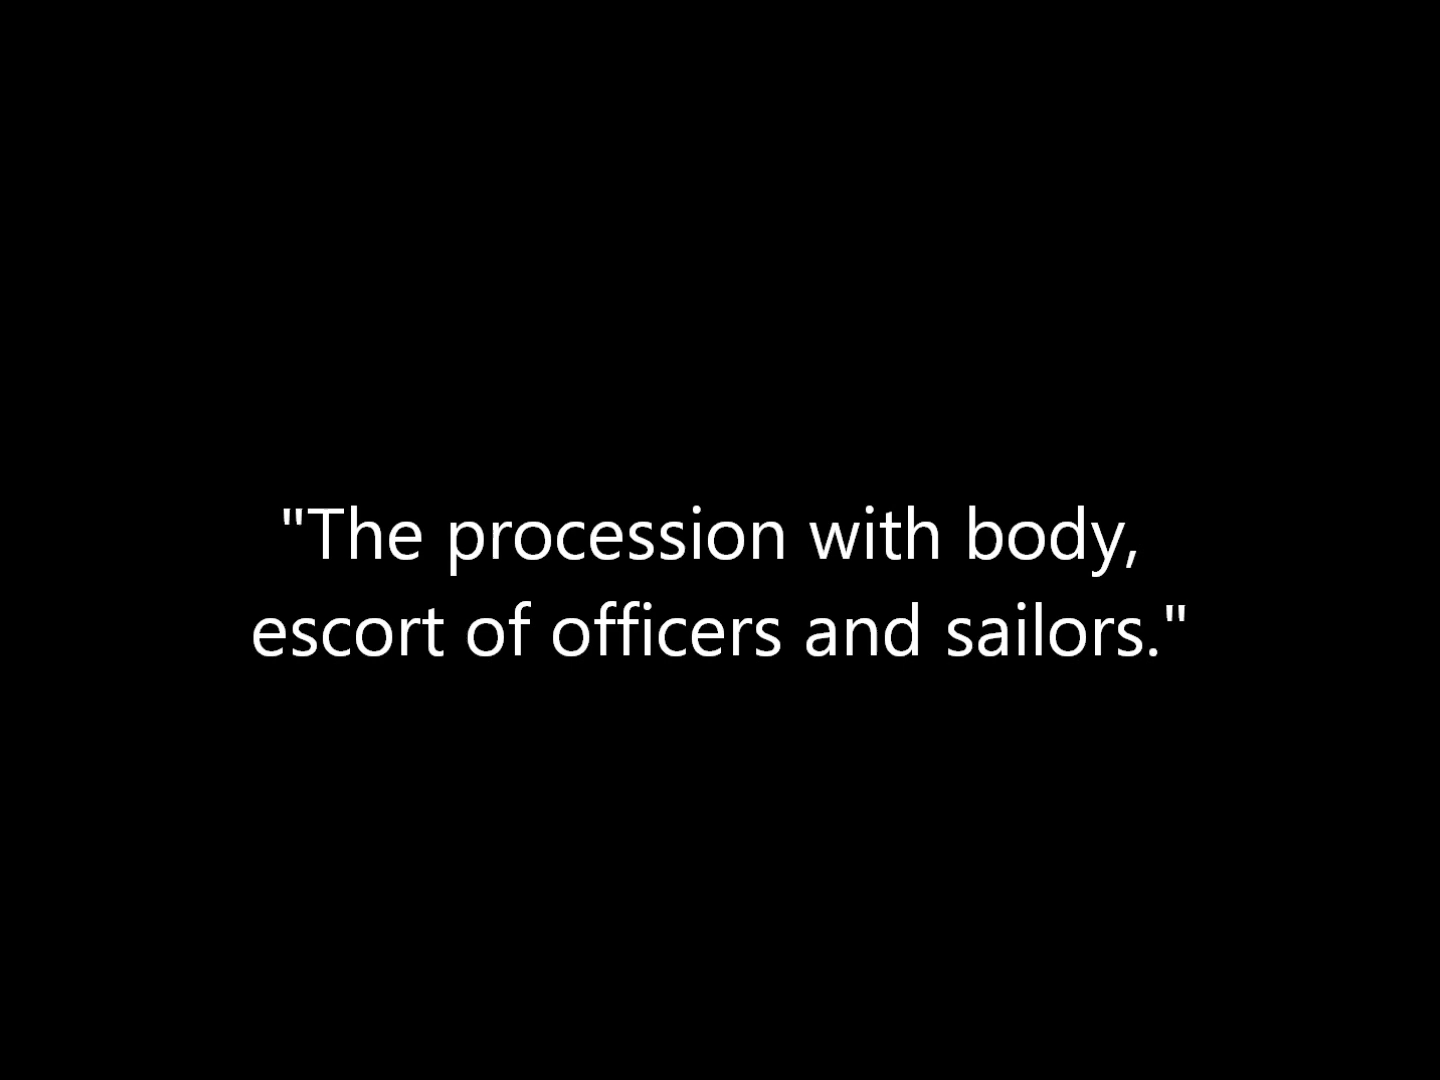 "The procession with body,
escort of officers and sailors."